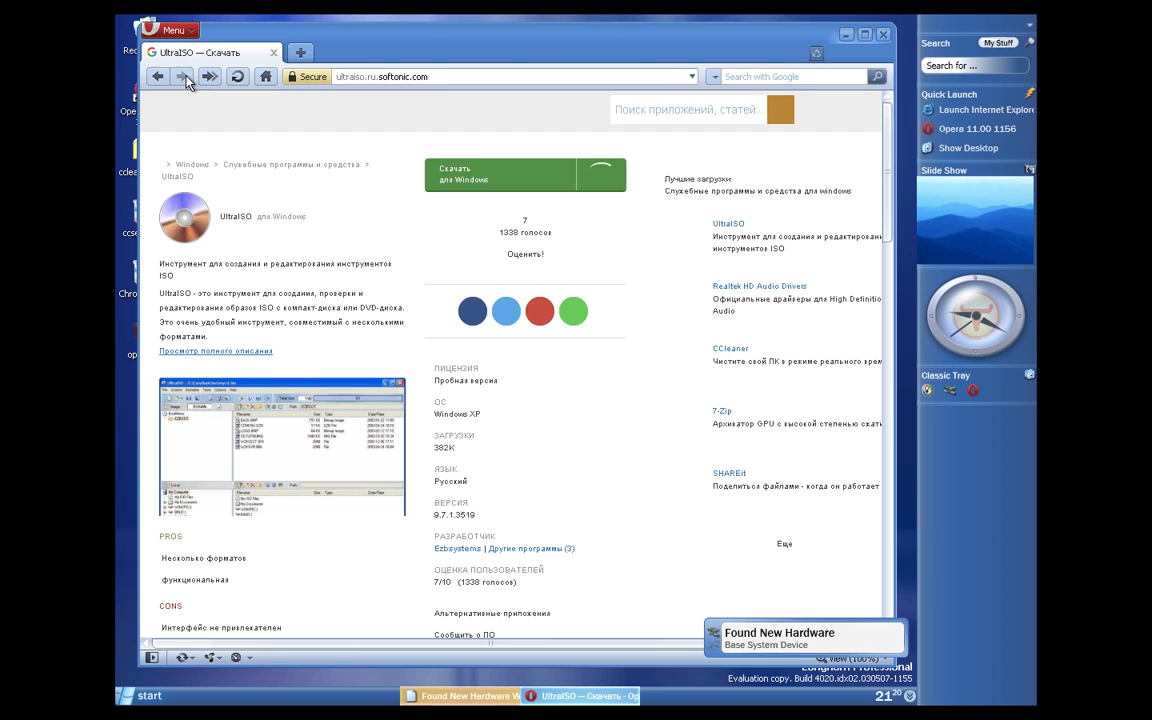 Menu
UltraISO — Скачать
Secure
ultraiso.ru.softonic.com
Search with Google
Поиск приложений, статей..
> Windows > Служебные программы и средства >
UltraISO
UltraISO для Windows
Инструмент для создания и редактирования инструментов
ISO
UltraISO - это инструмент для создания, проверки и
редактирования образов ISO с компакт-диска или DVD-диска.
Это очень удобный инструмент, совместимый с несколькими
форматами.
Просмотр полного описания
PROS
Несколько форматов
функциональная
CONS
Интерфейс не привлекателен
Скачать
для Windows
7
1338 голосов
Оценить!
ЛИЦЕНЗИЯ
Пробная версия
ОС
Windows XP
ЗАГРУЗКИ
382K
ЯЗЫК
Русский
ВЕРСИЯ
9.7.1.3519
РАЗРАБОТЧИК
Ezbsystems | Другие программы (3)
ОЦЕНКА ПОЛЬЗОВАТЕЛЕЙ
7/10 (1338 голосов)
Альтернативные приложения
Сообщить о ПО
Лучшие загрузки
Служебные программы и средства для windows
UltraISO
Инструмент для создания и редактировани
инструментов ISO
Realtek HD Audio Drivers
Официальные драйверы для High Definitio
Audio
CCleaner
Чистите свой ПК в режиме реального врем
7-Zip
Архиватор GPU с высокой степенью сжати
SHAREit
Поделиться файлами - когда он работает
Еще
Found New Hardware
Base System Device
View (100%)
Longhorn Professional
Evaluation copy. Build 4020.idx02.030507-1155
Search
My Stuff
Search for ...
Quick Launch
Launch Internet Explore
Opera 11.00 1156
Show Desktop
Slide Show
Classic Tray
start
Found New Hardware W
UltraISO — Скачать - Op
21 20